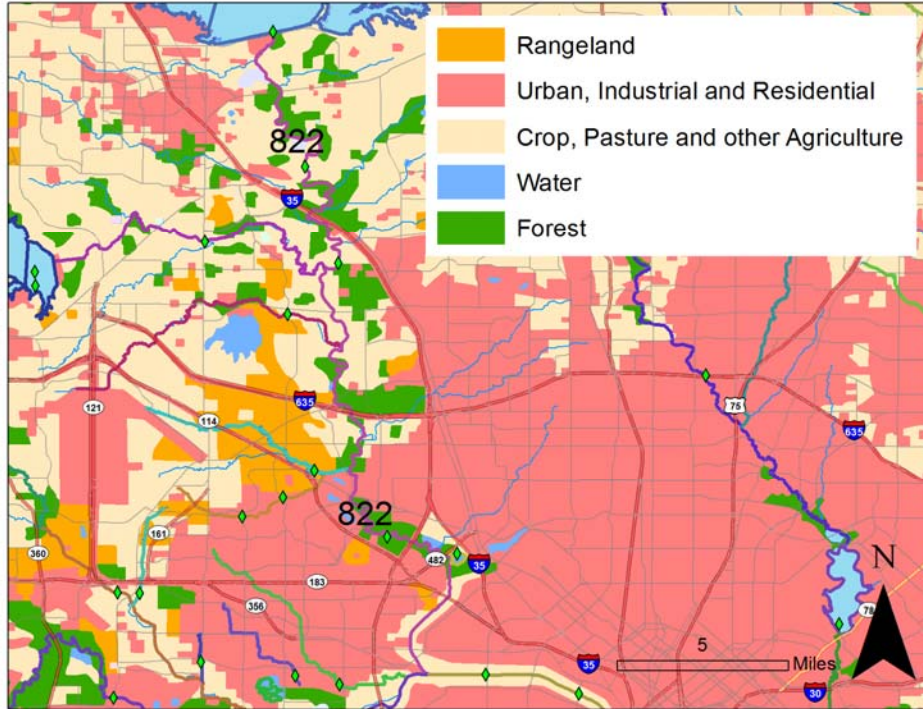 Rangeland
Urban, Industrial and Residential
Crop, Pasture and other Agriculture
Water
Forest
822
35
121
635
114
75
635
822
161
360
482
35
183
356
N
78
5
Miles
35
30